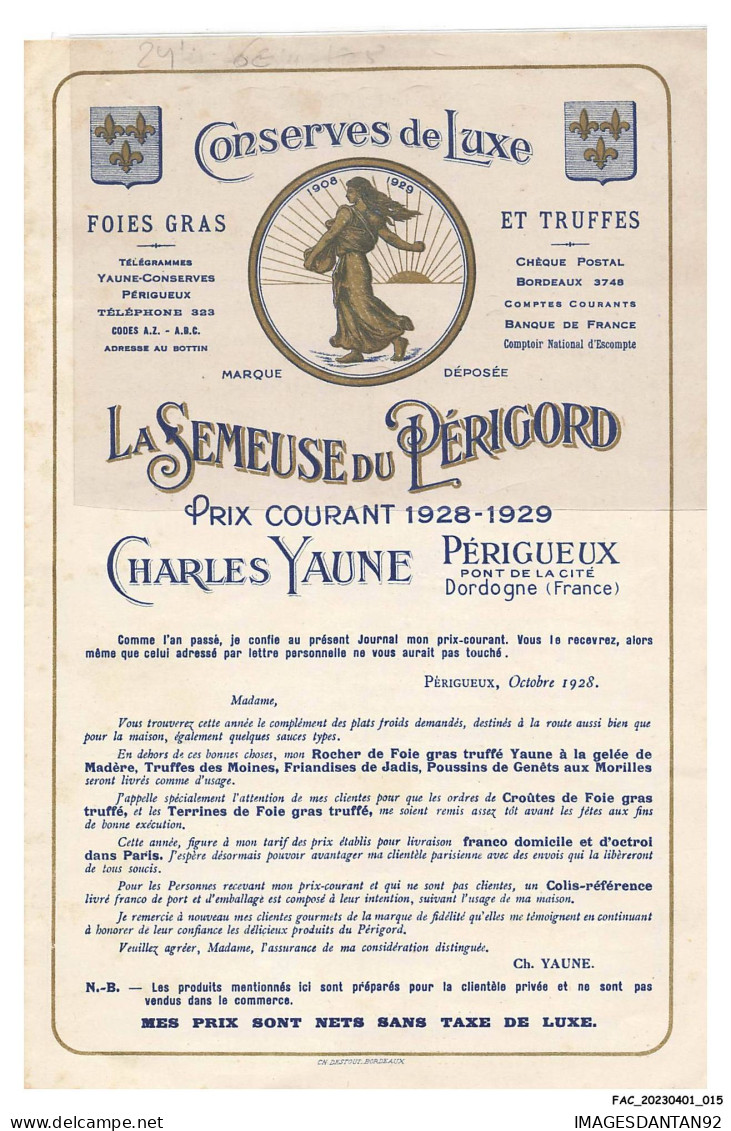 Conserves de Luxe
1908 1929
FOIES GRAS
TÉLÉGRAMMES
YAUNE-CONSERVES
PÉRIGUEUX
TÉLÉPHONE 323
CODES A.Z. - A.B.C.
ADRESSE AU BOTTIN
ET TRUFFES
CHÈQUE POSTAL
BORDEAUX 3748
COMPTES COURANTS
BANQUE DE FRANCE
Comptoir National d'Escompte
MARQUE DÉPOSÉE
LA SEMEUSE DU PÉRIGORD
PRIX COURANT 1928-1929
CHARLES YAUNE
PÉRIGUEUX
PONT DE LA CITÉ
Dordogne (France)
Comme l'an passé, je confie au présent Journal mon prix-courant. Vous le recevrez, alors
même que celui adressé par lettre personnelle ne vous aurait pas touché.
PÉRIGUEUX, Octobre 1928.
Madame,
Vous trouverez cette année le complément des plats froids demandés, destinés à la route aussi bien que
pour la maison, également quelques sauces types.
En dehors de ces bonnes choses, mon Rocher de Foie gras truffé Yaune à la gelée de
Madère, Truffes des Moines, Friandises de Jadis, Poussins de Genêts aux Morilles
seront livrés comme d'usage.
J'appelle spécialement l'attention de mes clientes pour que les ordres de Croûtes de Foie gras
truffé, et les Terrines de Foie gras truffé, me soient remis assez tôt avant les fêtes aux fins
de bonne exécution.
Cette année, figure à mon tarif des prix établis pour livraison franco domicile et d'octroi
dans Paris. J'espère désormais pouvoir avantager ma clientèle parisienne avec des envois qui la libèreront
de tous soucis.
Pour les Personnes recevant mon prix-courant et qui ne sont pas clientes, un Colis-référence
livré franco de port et d'emballage est composé à leur intention, suivant l'usage de ma maison.
Je remercie à nouveau mes clientes gourmets de la marque de fidélité qu'elles me témoignent en continuant
à honorer de leur confiance les délicieux produits du Périgord.
Veuillez agréer, Madame, l'assurance de ma considération distinguée.
Ch. YAUNE.
N.-B. — Les produits mentionnés ici sont préparés pour la clientèle privée et ne sont pas
vendus dans le commerce.
MES PRIX SONT NETS SANS TAXE DE LUXE.
CH. DESTOUT. BORDEAUX
FAC_20230401_015
IMAGESDANTAN92